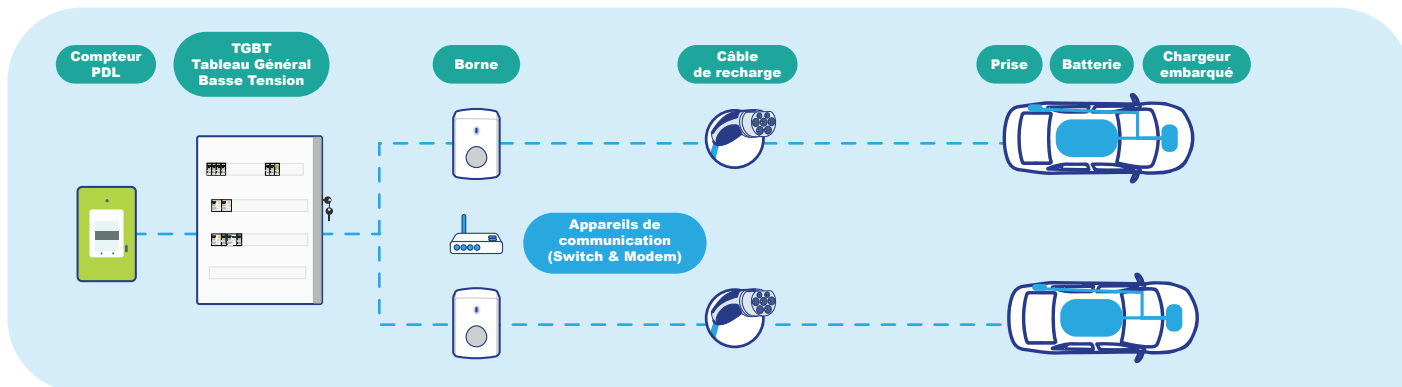 Compteur
PDL
TGBT
Tableau Général
Basse Tension
Borne
Câble
de recharge
Prise
Batterie
Chargeur
embarqué
Appareils de
communication
(Switch & Modem)